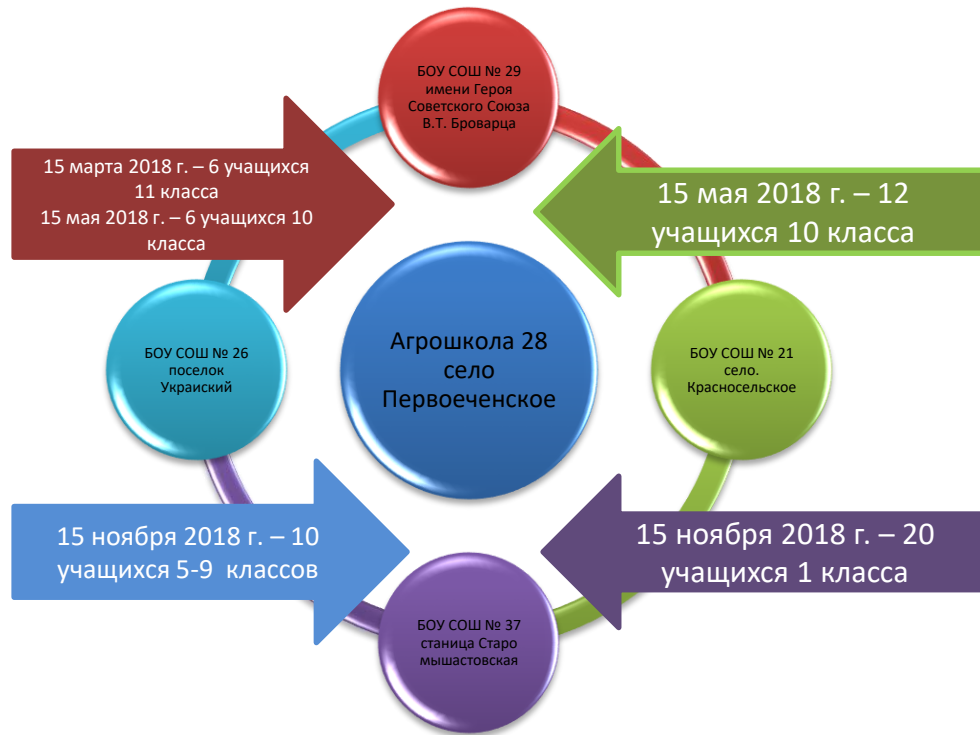 БОУ СОШ № 29
имени Героя
Советского Союза
В.Т. Броварца
15 марта 2018 г. – 6 учащихся
11 класса
15 мая 2018 г. – 6 учащихся 10
класса
15 мая 2018 г. – 12
учащихся 10 класса
БОУ СОШ № 26
поселок
Украиский
Агрошкола 28
село
Первоеченское
БОУ СОШ № 21
село.
Красносельское
15 ноября 2018 г. – 10
учащихся 5-9 классов
15 ноября 2018 г. – 20
учащихся 1 класса
БОУ СОШ № 37
станица Старо
мышастовская